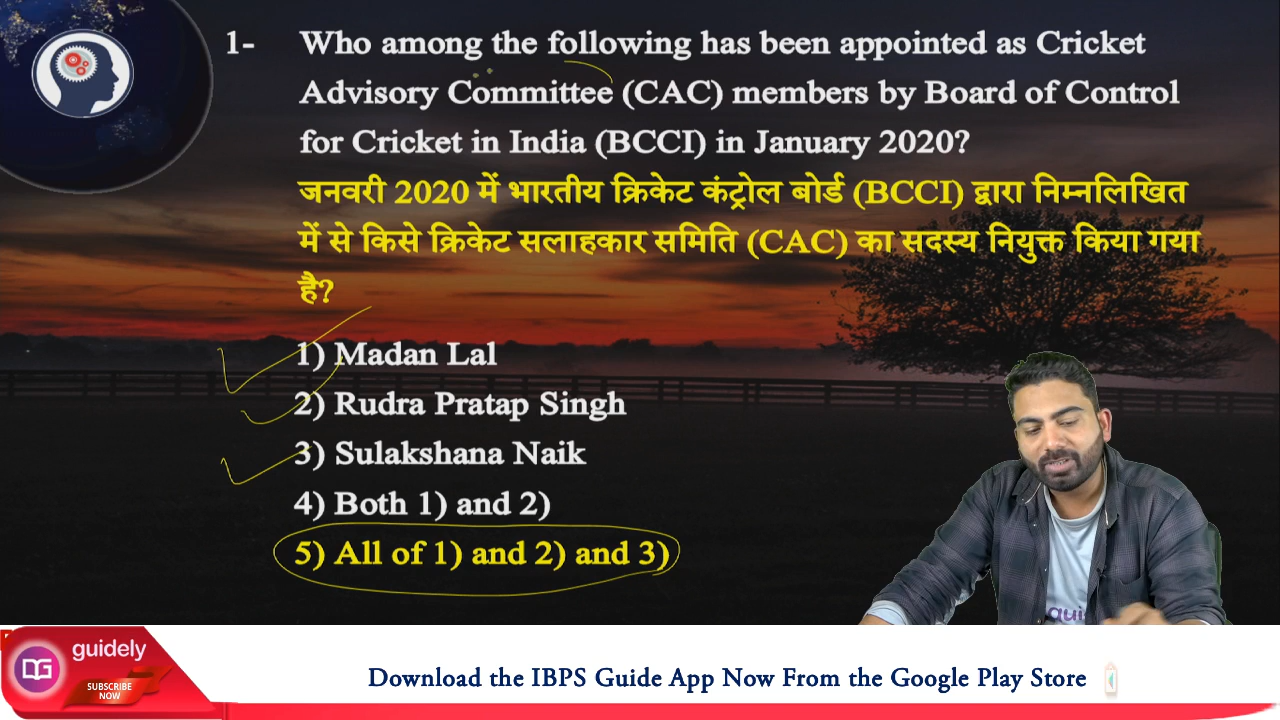 1- Who among the following has been appointed as Cricket
Advisory Committee (CAC) members by Board of Control
for Cricket in India (BCCI) in January 2020?
जनवरी 2020 में भारतीय क्रिकेट कंट्रोल बोर्ड (BCCI) द्वारा निम्नलिखित
में से किसे क्रिकेट सलाहकार समिति (CAC) का सदस्य नियुक्त किया गया
है?
1) Madan Lal
2) Rudra Pratap Singh
3) Sulakshana Naik
4) Both 1) and 2)
5) All of 1) and 2) and 3)
guidely
SUBSCRIBE
NOW
Download the IBPS Guide App Now From the Google Play Store